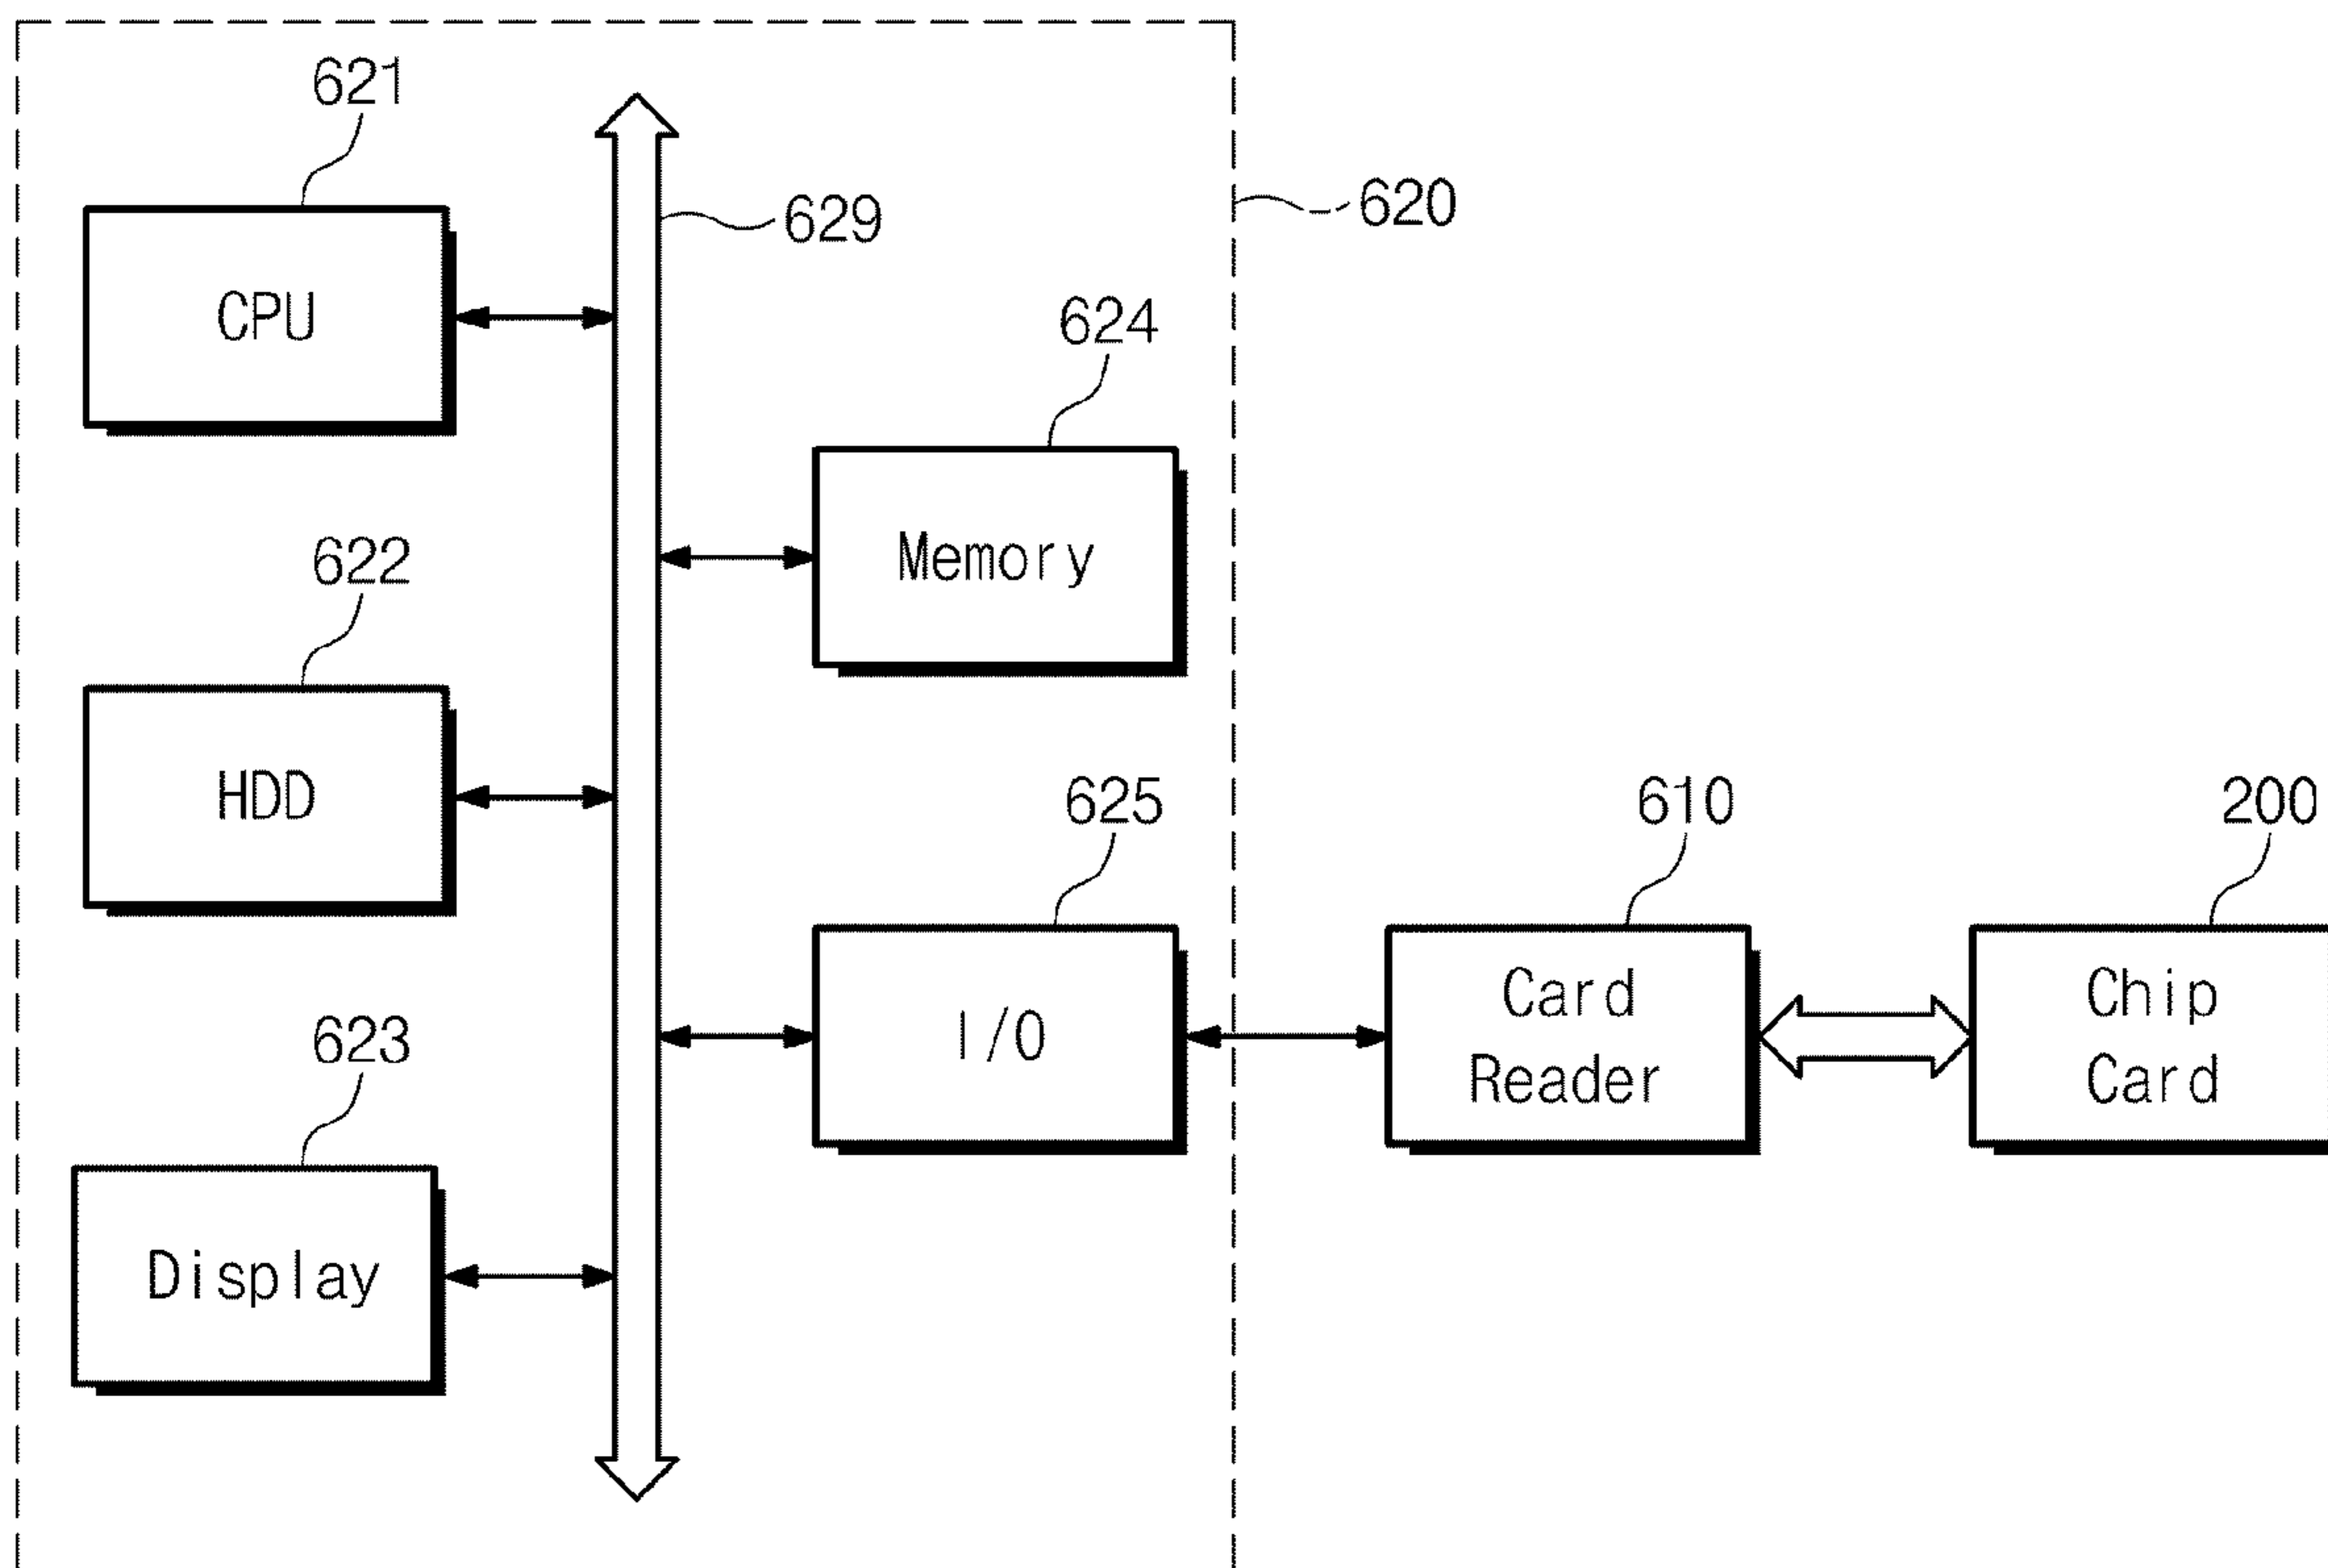 621
629
620
CPU
624
Memory
622
HDD
625
610
200
I/O
Card
Reader
Chip
Card
623
Display